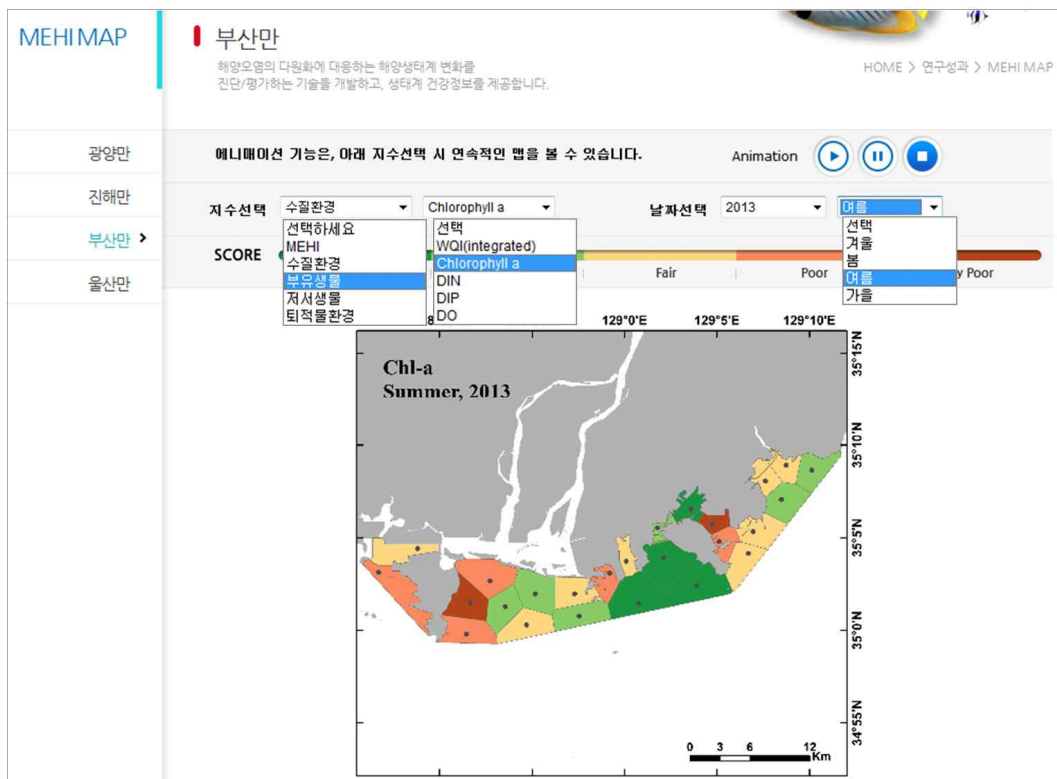 MEHI MAP
부산만
해양오염의 다원화에 대응하는 해양생태계 변화를
진단/평가하는 기술을 개발하고, 생태계 건강정보를 제공합니다.
HOME > 연구성과 > MEHI MAP
광양만
진해만
부산만
울산만
에니매이션 기능은, 아래 지수선택 시 연속적인 맵을 볼 수 있습니다.
Animation
지수선택 수질환경 Chlorophyll a 날짜선택 2013 여름
선택하세요
MEHI
수질환경
부유생물
저서생물
퇴적물환경
선택
WQI(integrated)
Chlorophyll a
DIN
DIP
DO
선택
겨울
봄
여름
가을
SCORE
Fair Poor y Poor
129°0'E 129°5'E 129°10'E
Chl-a
Summer, 2013
35°15'N
35°10'N
35°5'N
35°0'N
34°55'N
0 3 6 12
Km